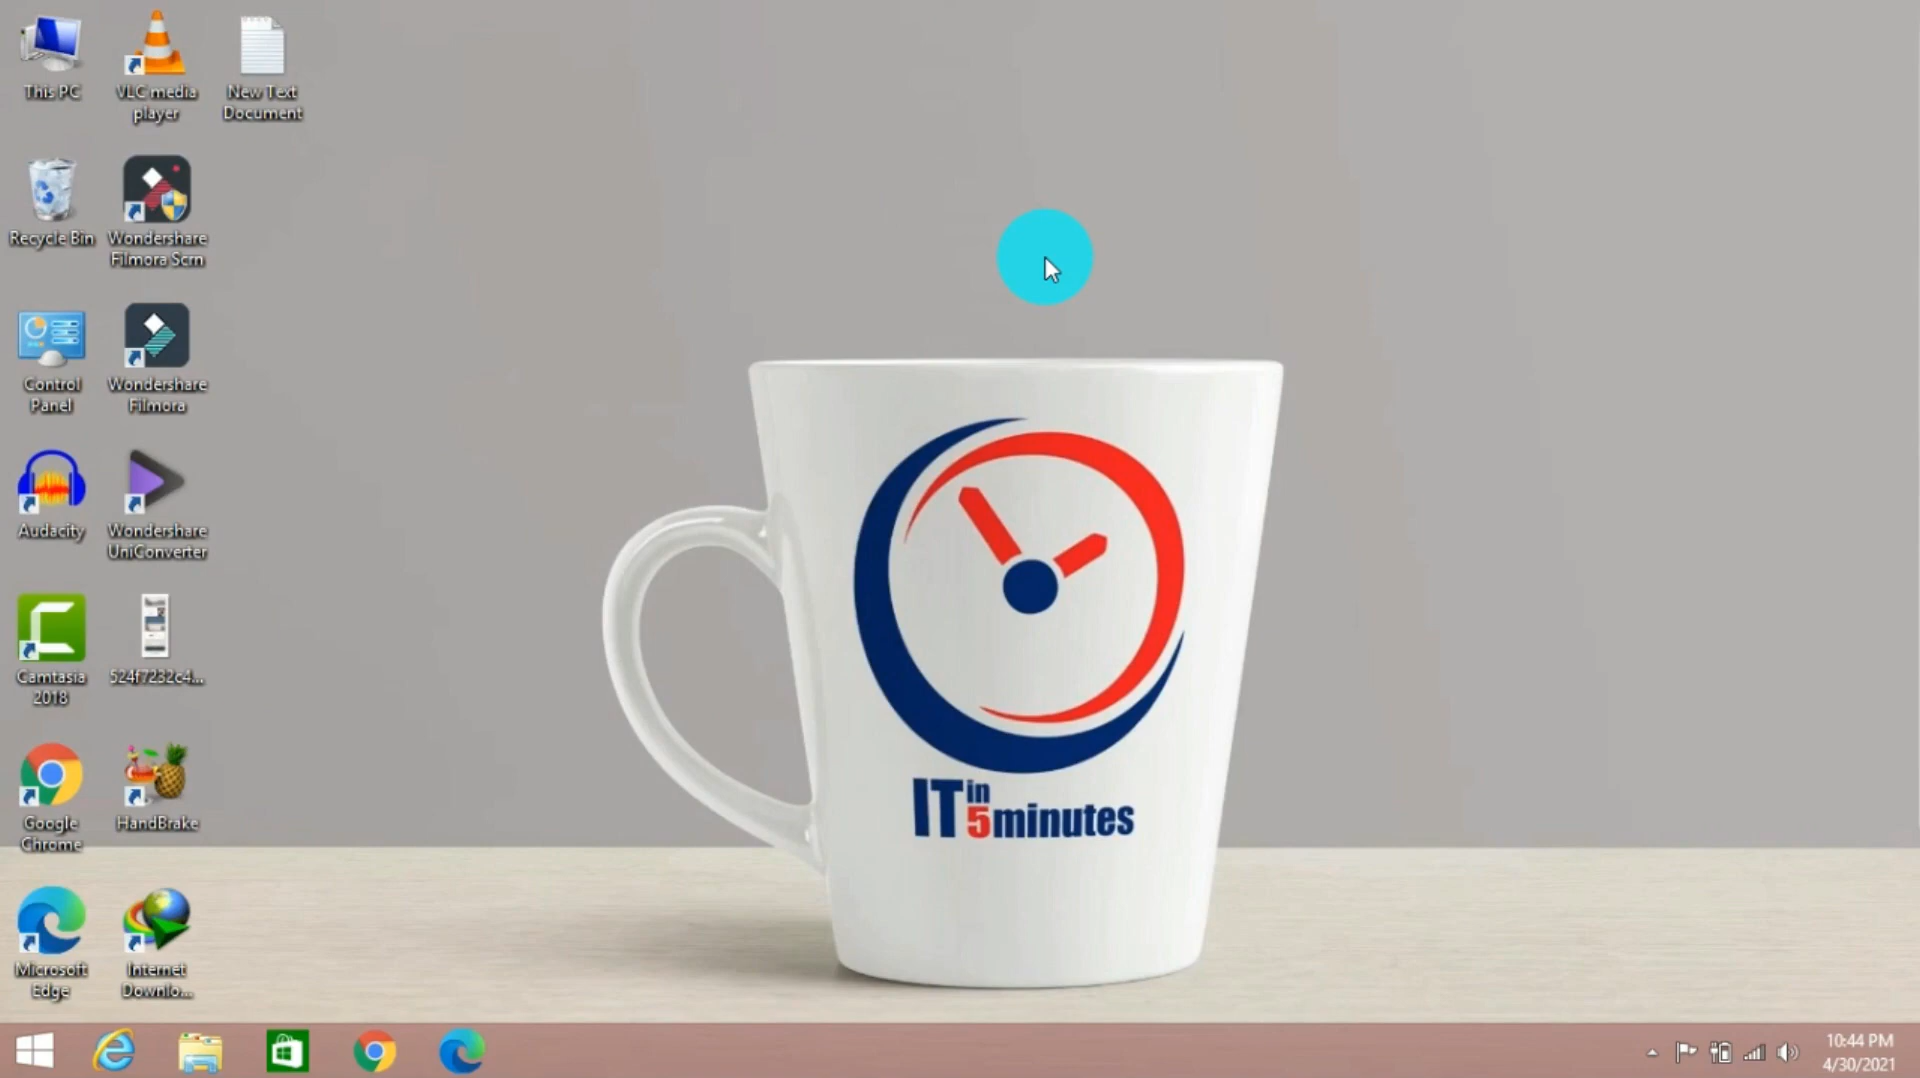 This PC
VLC media
player
New Text
Document
Recycle Bin
Wondershare
Filmora Scrn
Control
Panel
Wondershare
Filmora
Audacity
Wondershare
UniConverter
Camtasia
2018
524f7232c4...
Google
Chrome
HandBrake
Microsoft
Edge
Internet
Downlo...
IT in
5minutes
10:44 PM
4/30/2021